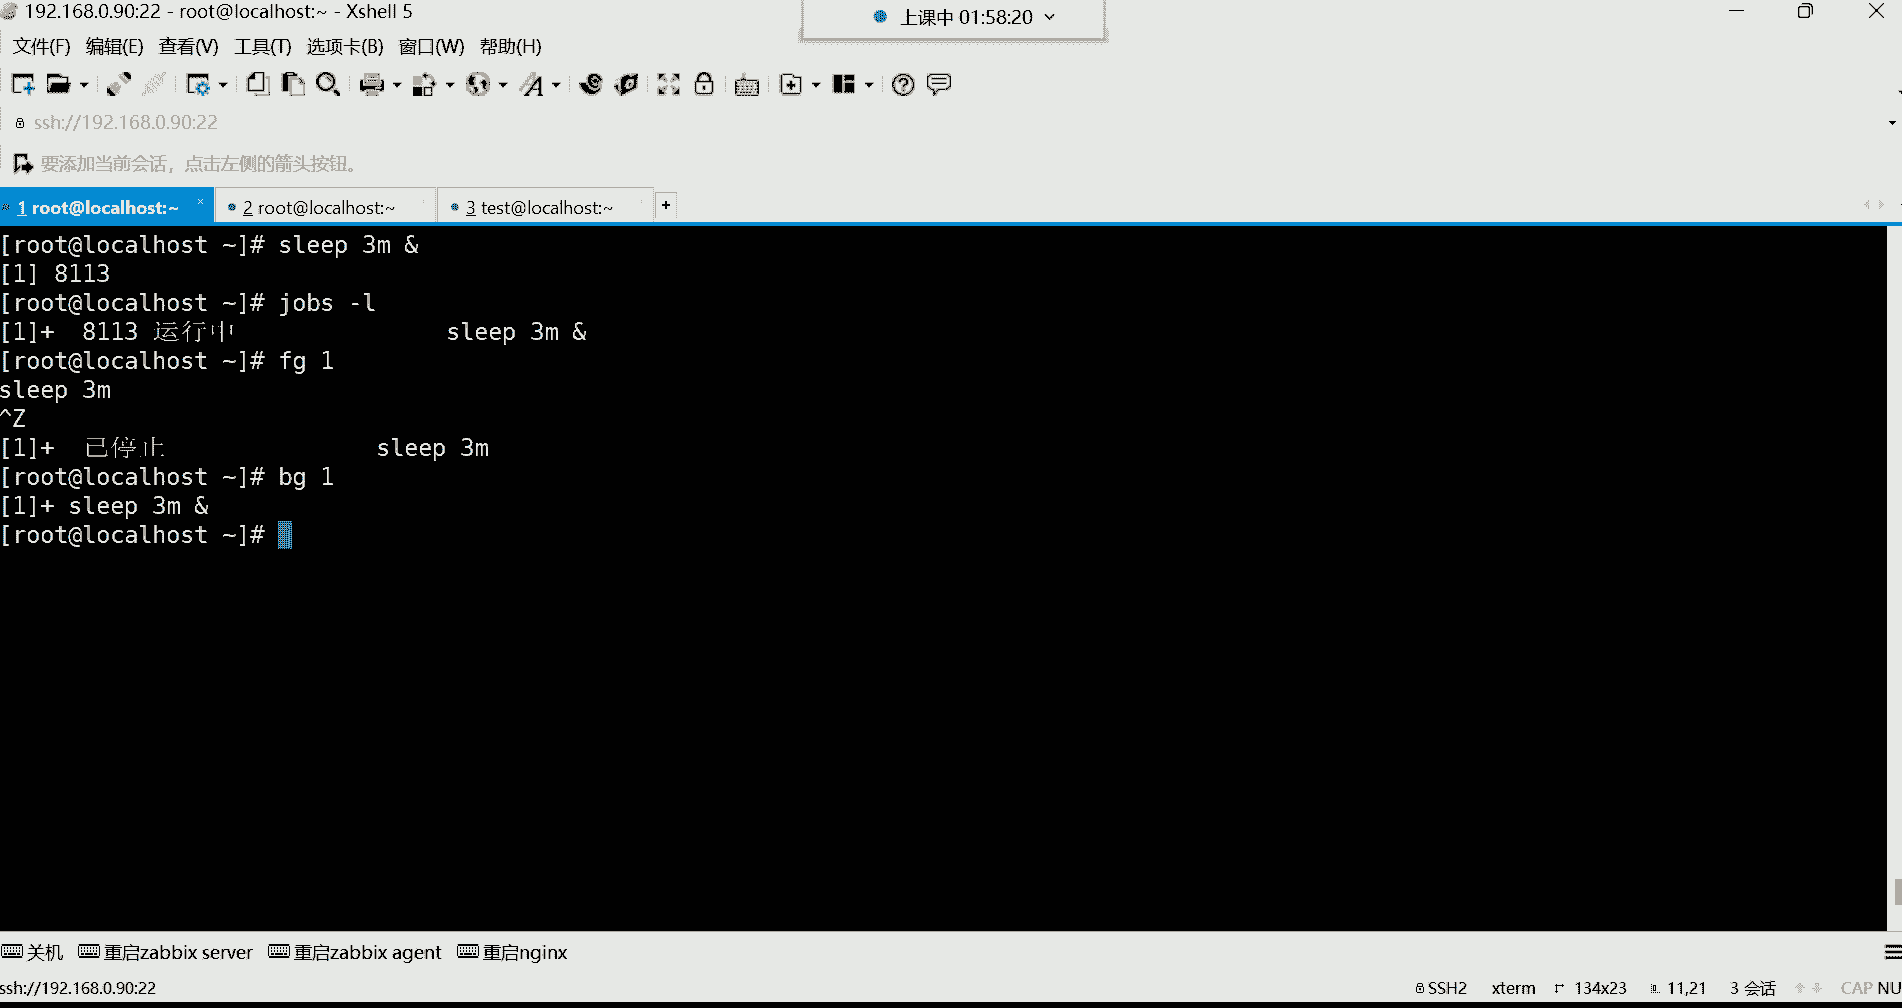 192.168.0.90:22 - root@localhost:~ - Xshell 5
上课中 01:58:20
文件(F) 编辑(E) 查看(V) 工具(T) 选项卡(B) 窗口(W) 帮助(H)
ssh://192.168.0.90:22
要添加当前会话，点击左侧的箭头按钮。
1 root@localhost:~ × 2 root@localhost:~ 3 test@localhost:~ +
[root@localhost ~]# sleep 3m &
[1] 8113
[root@localhost ~]# jobs -l
[1]+  8113 运行中               sleep 3m &
[root@localhost ~]# fg 1
sleep 3m
^Z
[1]+  已停止               sleep 3m
[root@localhost ~]# bg 1
[1]+ sleep 3m &
[root@localhost ~]#
关机 重启zabbix server 重启zabbix agent 重启nginx
ssh://192.168.0.90:22 SSH2 xterm 134x23 11,21 3 会话 CAP NU